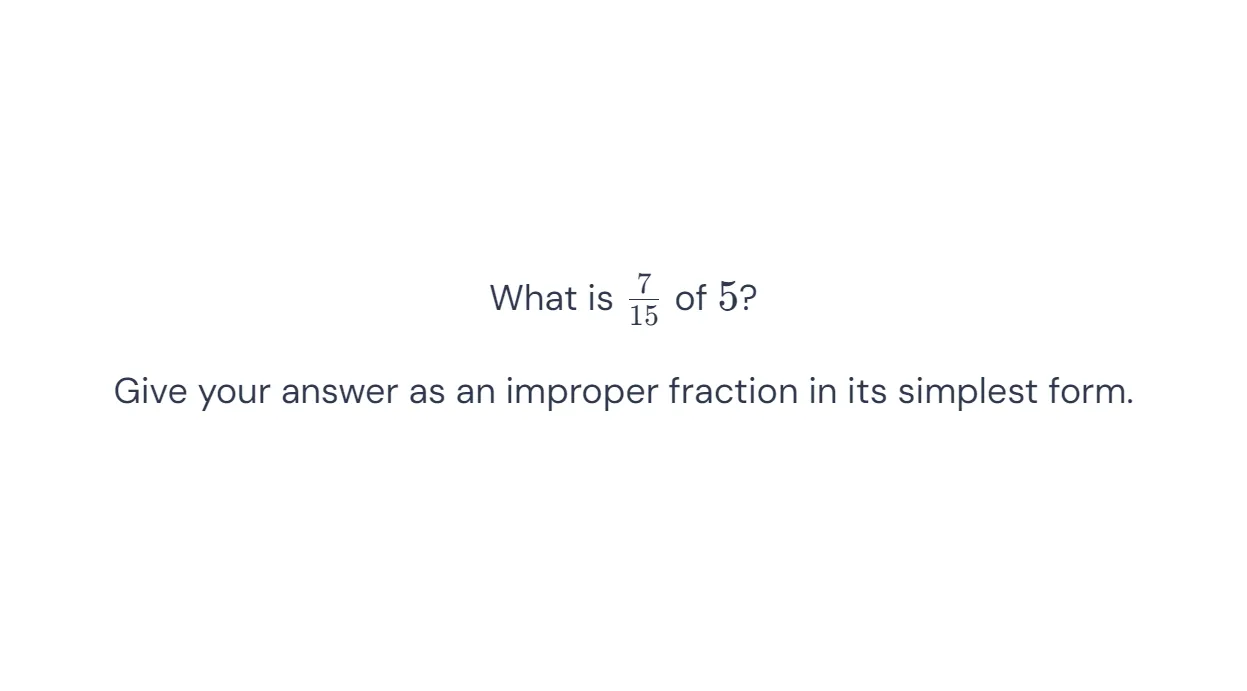 What is $\frac{7}{15}$ of 5?
Give your answer as an improper fraction in its simplest form.